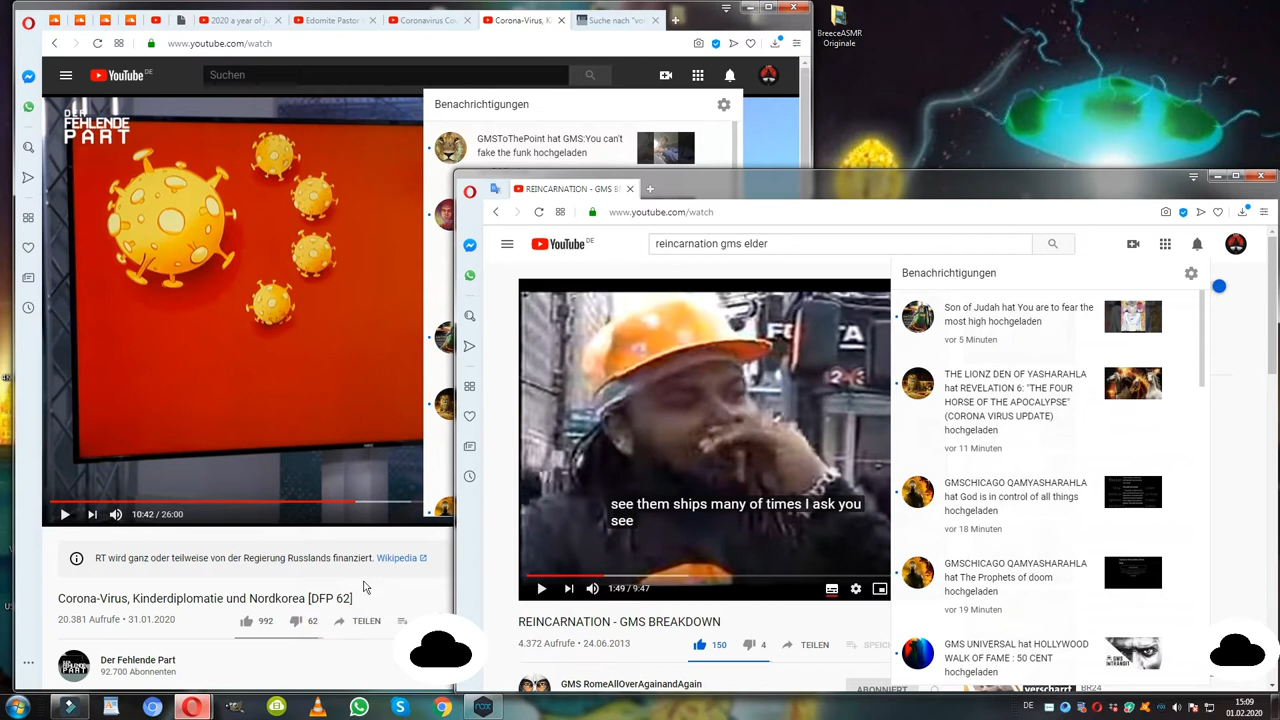 2020 a year of ju
Edomite Pastor
Coronavirus Cou
Corona-Virus, Ki
Suche nach "vo
www.youtube.com/watch
YouTube DE
Suchen
DER
FEHLENDE
PART
Benachrichtigungen
GMSToThePoint hat GMS:You can't
fake the funk hochgeladen
10:42 / 26:00
RT wird ganz oder teilweise von der Regierung Russlands finanziert. Wikipedia
Corona-Virus, Kinderdiplomatie und Nordkorea [DFP 62]
20.381 Aufrufe • 31.01.2020
992
62
TEILEN
Der Fehlende Part
92.700 Abonnenten
BreeceASMR
Originale
REINCARNATION - GMS B
www.youtube.com/watch
YouTube DE
reincarnation gms elder
see them ships many of times I ask you
see
1:49 / 9:47
REINCARNATION - GMS BREAKDOWN
4.372 Aufrufe • 24.06.2013
150
4
TEILEN
SPEICH
GMS RomeAllOverAgainandAgain
ABONNIERT
Benachrichtigungen
Son of Judah hat You are to fear the
most high hochgeladen
vor 5 Minuten
THE LIONZ DEN OF YASHARAHLA
hat REVELATION 6: "THE FOUR
HORSE OF THE APOCALYPSE"
(CORONA VIRUS UPDATE)
hochgeladen
vor 11 Minuten
GMSCHICAGO QAMYASHARAHLA
hat God is in control of all things
hochgeladen
vor 18 Minuten
GMSCHICAGO QAMYASHARAHLA
hat The Prophets of doom
hochgeladen
vor 19 Minuten
GMS UNIVERSAL hat HOLLYWOOD
WALK OF FAME : 50 CENT
hochgeladen
verschärft
BR24
DE
15:09
01.02.2020